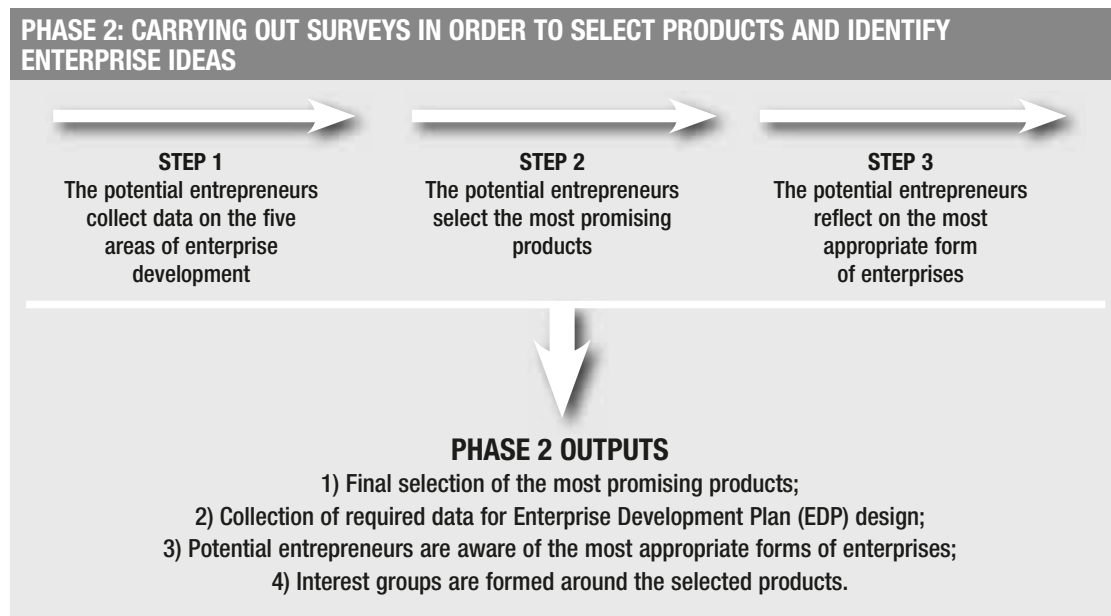 PHASE 2: CARRYING OUT SURVEYS IN ORDER TO SELECT PRODUCTS AND IDENTIFY
ENTERPRISE IDEAS
STEP 1
The potential entrepreneurs
collect data on the five
areas of enterprise
development
STEP 2
The potential entrepreneurs
select the most promising
products
STEP 3
The potential entrepreneurs
reflect on the most
appropriate form
of enterprises
PHASE 2 OUTPUTS
1) Final selection of the most promising products;
2) Collection of required data for Enterprise Development Plan (EDP) design;
3) Potential entrepreneurs are aware of the most appropriate forms of enterprises;
4) Interest groups are formed around the selected products.